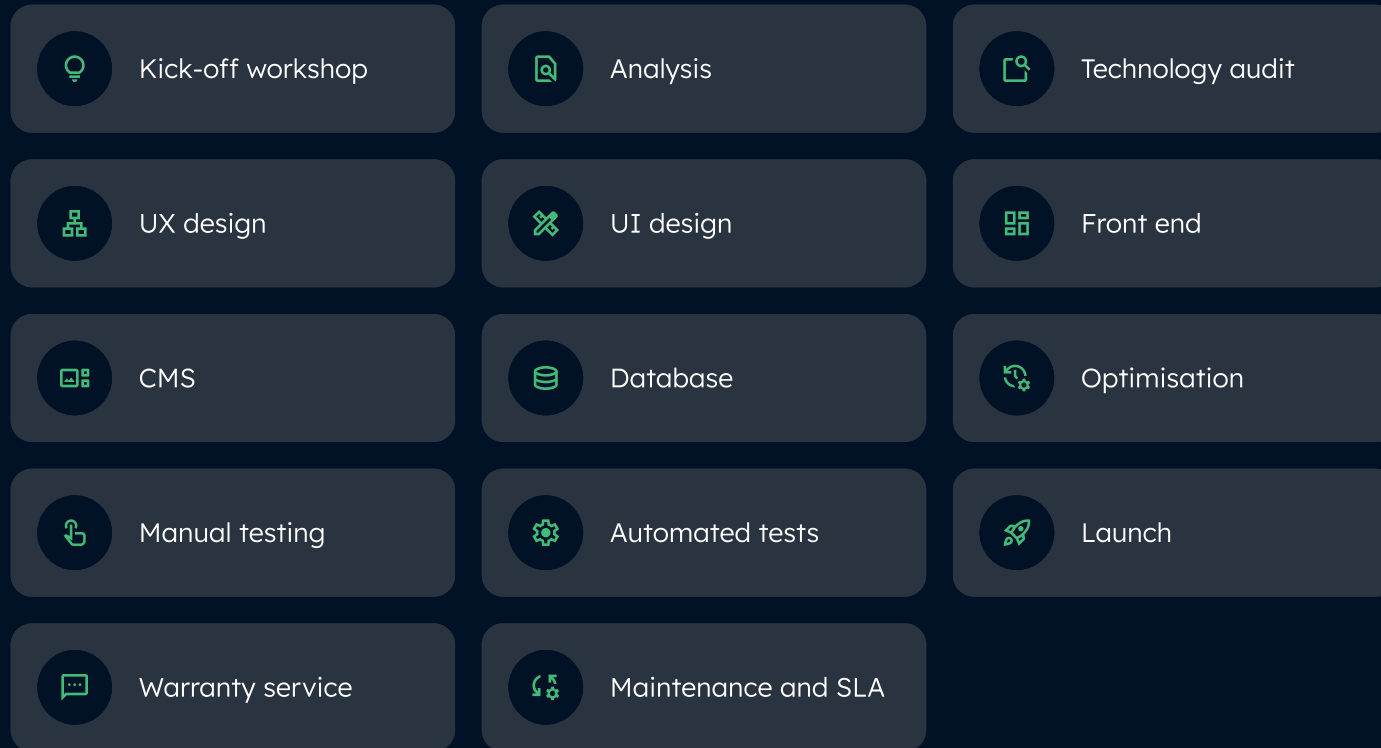 Kick-off workshop
Analysis
Technology audit
UX design
UI design
Front end
CMS
Database
Optimisation
Manual testing
Automated tests
Launch
Warranty service
Maintenance and SLA